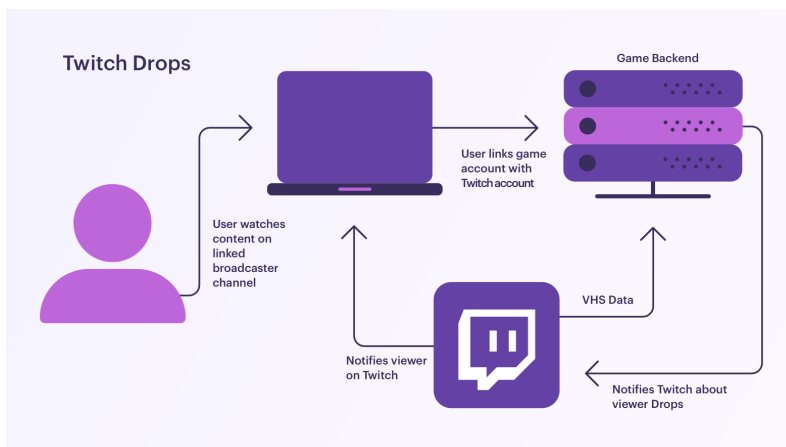 Twitch Drops
Game Backend
User links game
account with
Twitch account
User watches
content on
linked
broadcaster
channel
VHS Data
Notifies viewer
on Twitch
Notifies Twitch about
viewer Drops